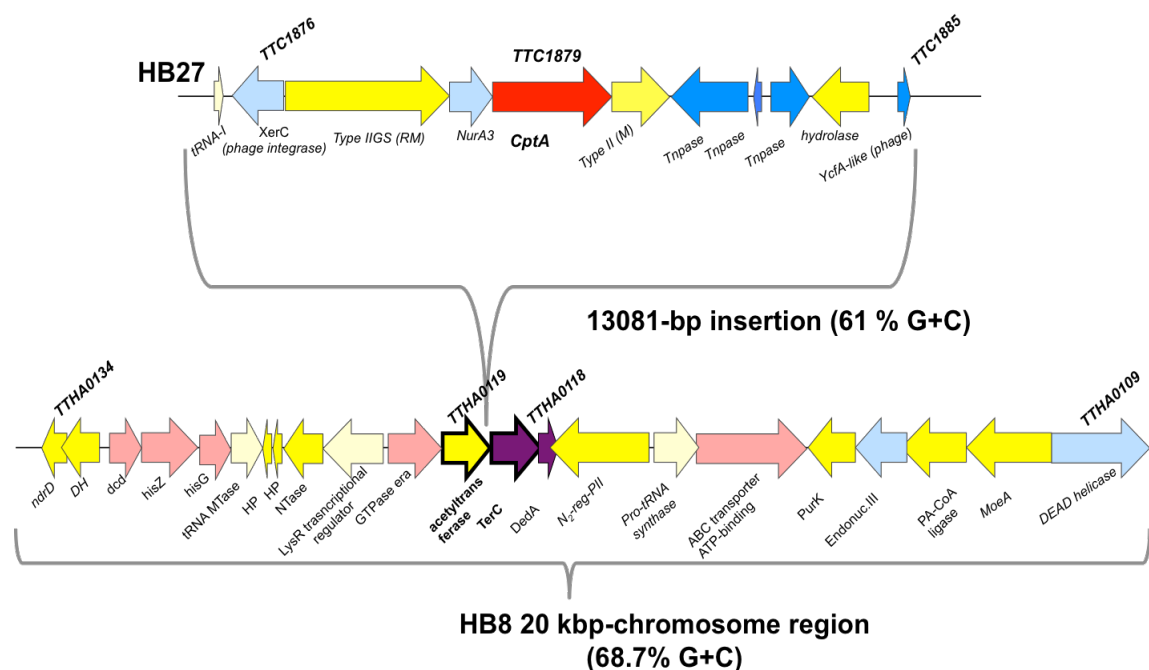 TTC1876
TTC1879
TTC1885
HB27
tRNA-I
XerC
(phage integrase)
Type IIGS (RM)
NurA3
CptA
Type II (M)
Tnpase
Tnpase
Tnpase
hydrolase
YcfA-like (phage)
13081-bp insertion (61 % G+C)
TTHA0134
TTHA0119
TTHA0118
TTHA0109
ndrD
DH
dcd
hisZ
hisG
tRNA MTase
HP
HP
NTase
LysR trasncriptional
regulator
GTPase era
acetyltrans
ferase
TerC
DedA
N2-reg-PII
Pro-tRNA
synthase
ABC transporter
ATP-binding
PurK
Endonuc.III
PA-CoA
ligase
MoeA
DEAD helicase
HB8 20 kbp-chromosome region
(68.7% G+C)